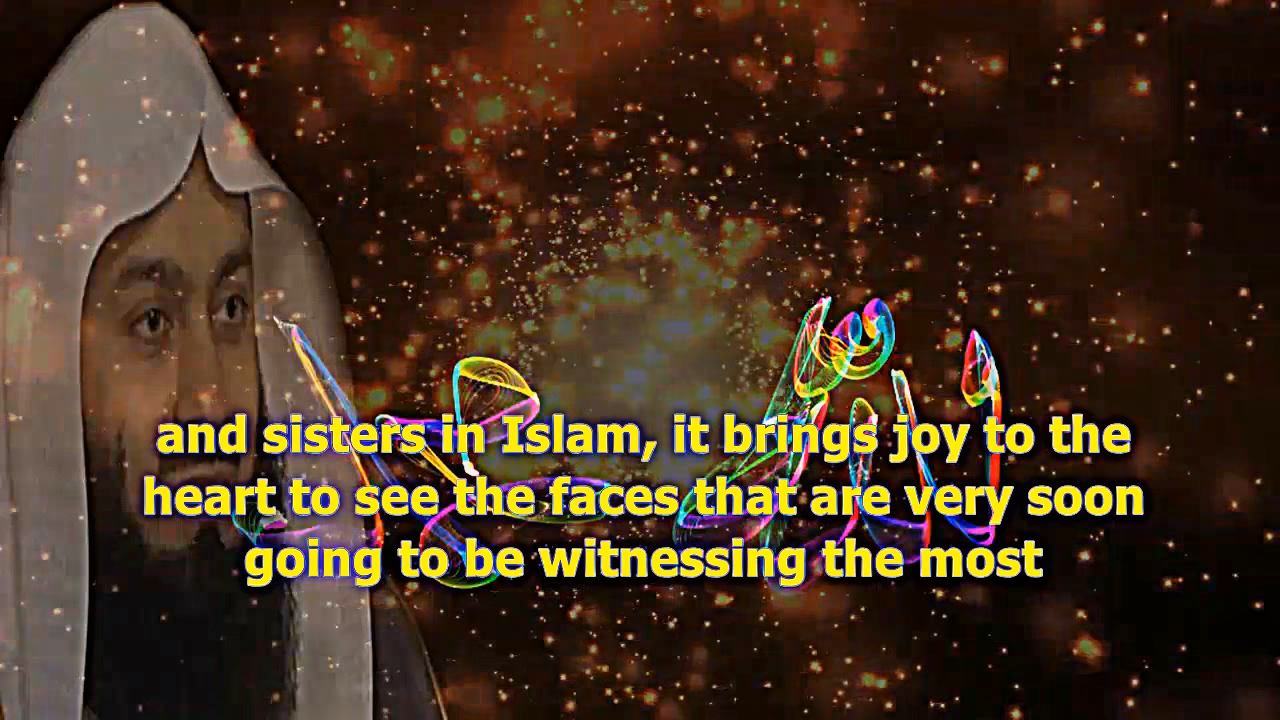 and sisters in Islam, it brings joy to the
heart to see the faces that are very soon
going to be witnessing the most